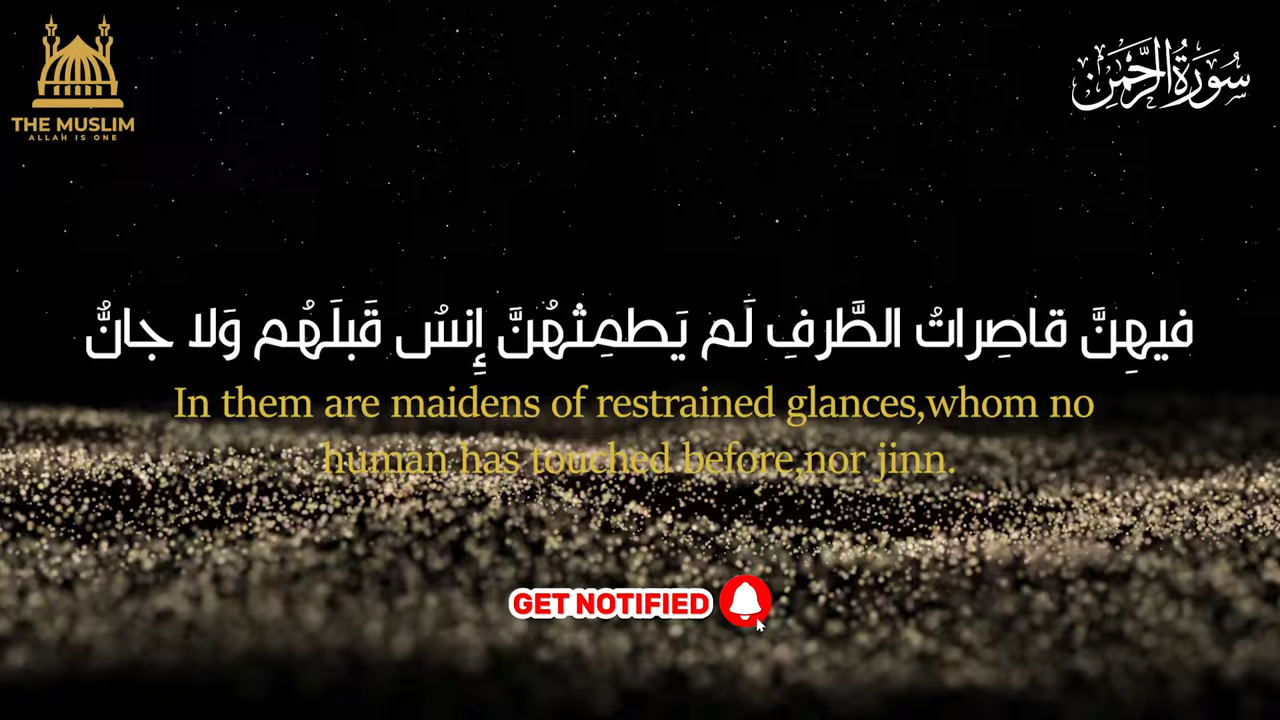 THE MUSLIM
ALLAH IS ONE
سُورَةُ الرَّحْمَٰن
فيهِنَّ قاصِراتُ الطَّرفِ لَم يَطمِثهُنَّ إِنسٌ قَبلَهُم وَلا جانٌّ
In them are maidens of restrained glances,whom no
human has touched before,nor jinn.
GET NOTIFIED